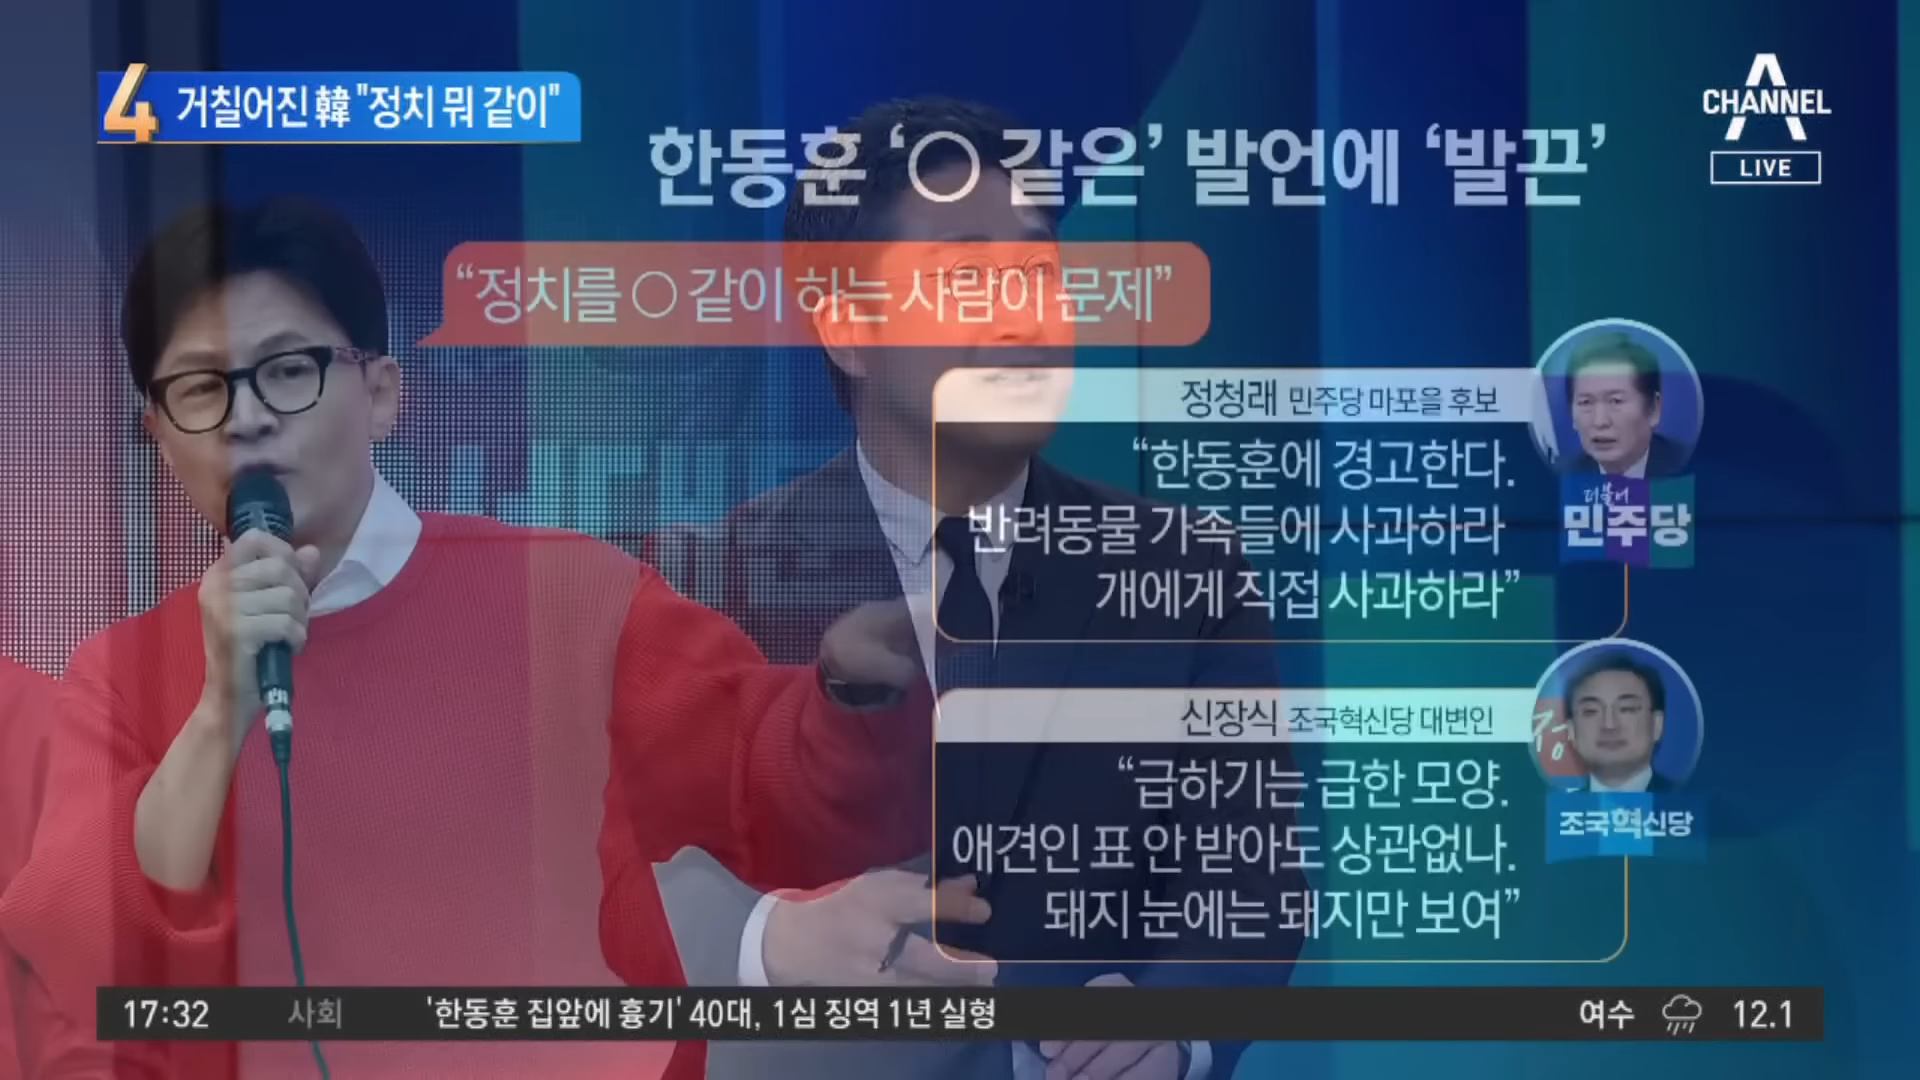 4 거칠어진 韓 "정치 뭐 같이"
CHANNEL A
LIVE
한동훈 ‘○ 같은’ 발언에 ‘발끈’
“정치를 ○ 같이 하는 사람이 문제”
정청래 민주당 마포을 후보
“한동훈에 경고한다.
반려동물 가족들에 사과하라
개에게 직접 사과하라”
더불어
민주당
신장식 조국혁신당 대변인
“급하기는 급한 모양.
애견인 표 안 받아도 상관없나.
돼지 눈에는 돼지만 보여”
조국혁신당
17:32 사회 '한동훈 집앞에 흉기' 40대, 1심 징역 1년 실형 여수 12.1